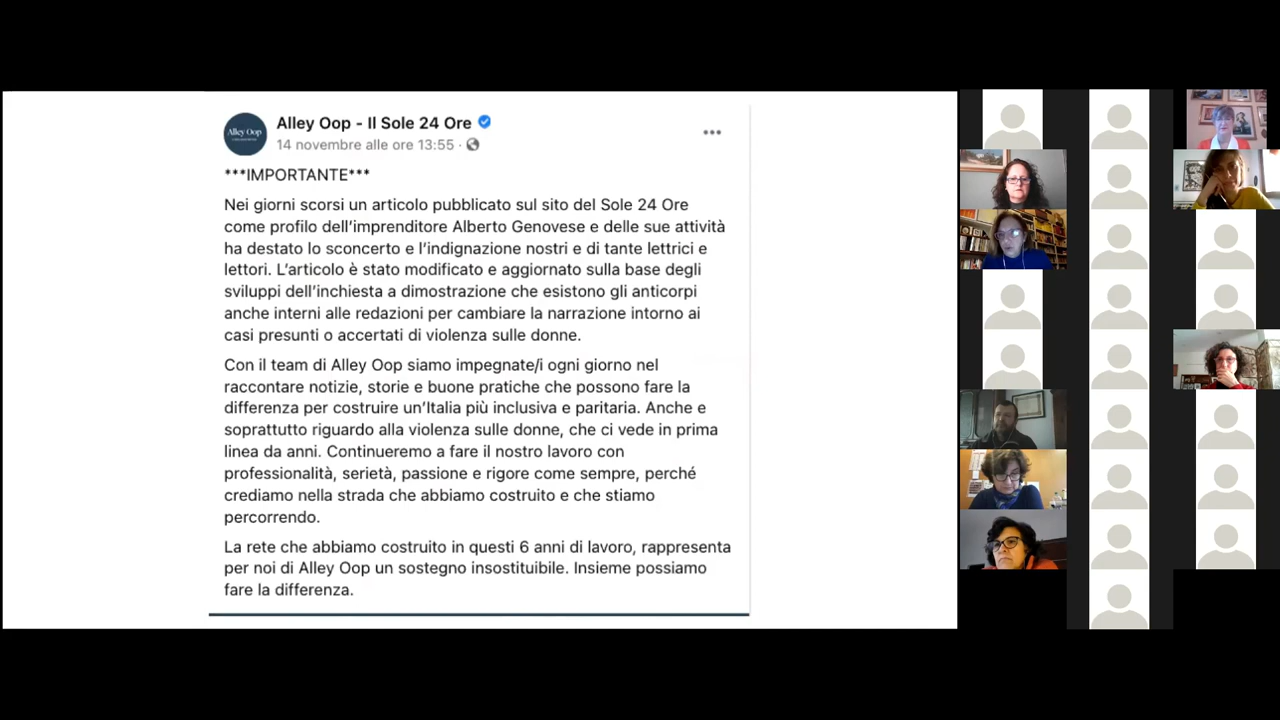 Alley Oop
Alley Oop - Il Sole 24 Ore
14 novembre alle ore 13:55 ·
***IMPORTANTE***
Nei giorni scorsi un articolo pubblicato sul sito del Sole 24 Ore
come profilo dell'imprenditore Alberto Genovese e delle sue attività
ha destato lo sconcerto e l'indignazione nostri e di tante lettrici e
lettori. L'articolo è stato modificato e aggiornato sulla base degli
sviluppi dell'inchiesta a dimostrazione che esistono gli anticorpi
anche interni alle redazioni per cambiare la narrazione intorno ai
casi presunti o accertati di violenza sulle donne.
Con il team di Alley Oop siamo impegnate/i ogni giorno nel
raccontare notizie, storie e buone pratiche che possono fare la
differenza per costruire un'Italia più inclusiva e paritaria. Anche e
soprattutto riguardo alla violenza sulle donne, che ci vede in prima
linea da anni. Continueremo a fare il nostro lavoro con
professionalità, serietà, passione e rigore come sempre, perché
crediamo nella strada che abbiamo costruito e che stiamo
percorrendo.
La rete che abbiamo costruito in questi 6 anni di lavoro, rappresenta
per noi di Alley Oop un sostegno insostituibile. Insieme possiamo
fare la differenza.